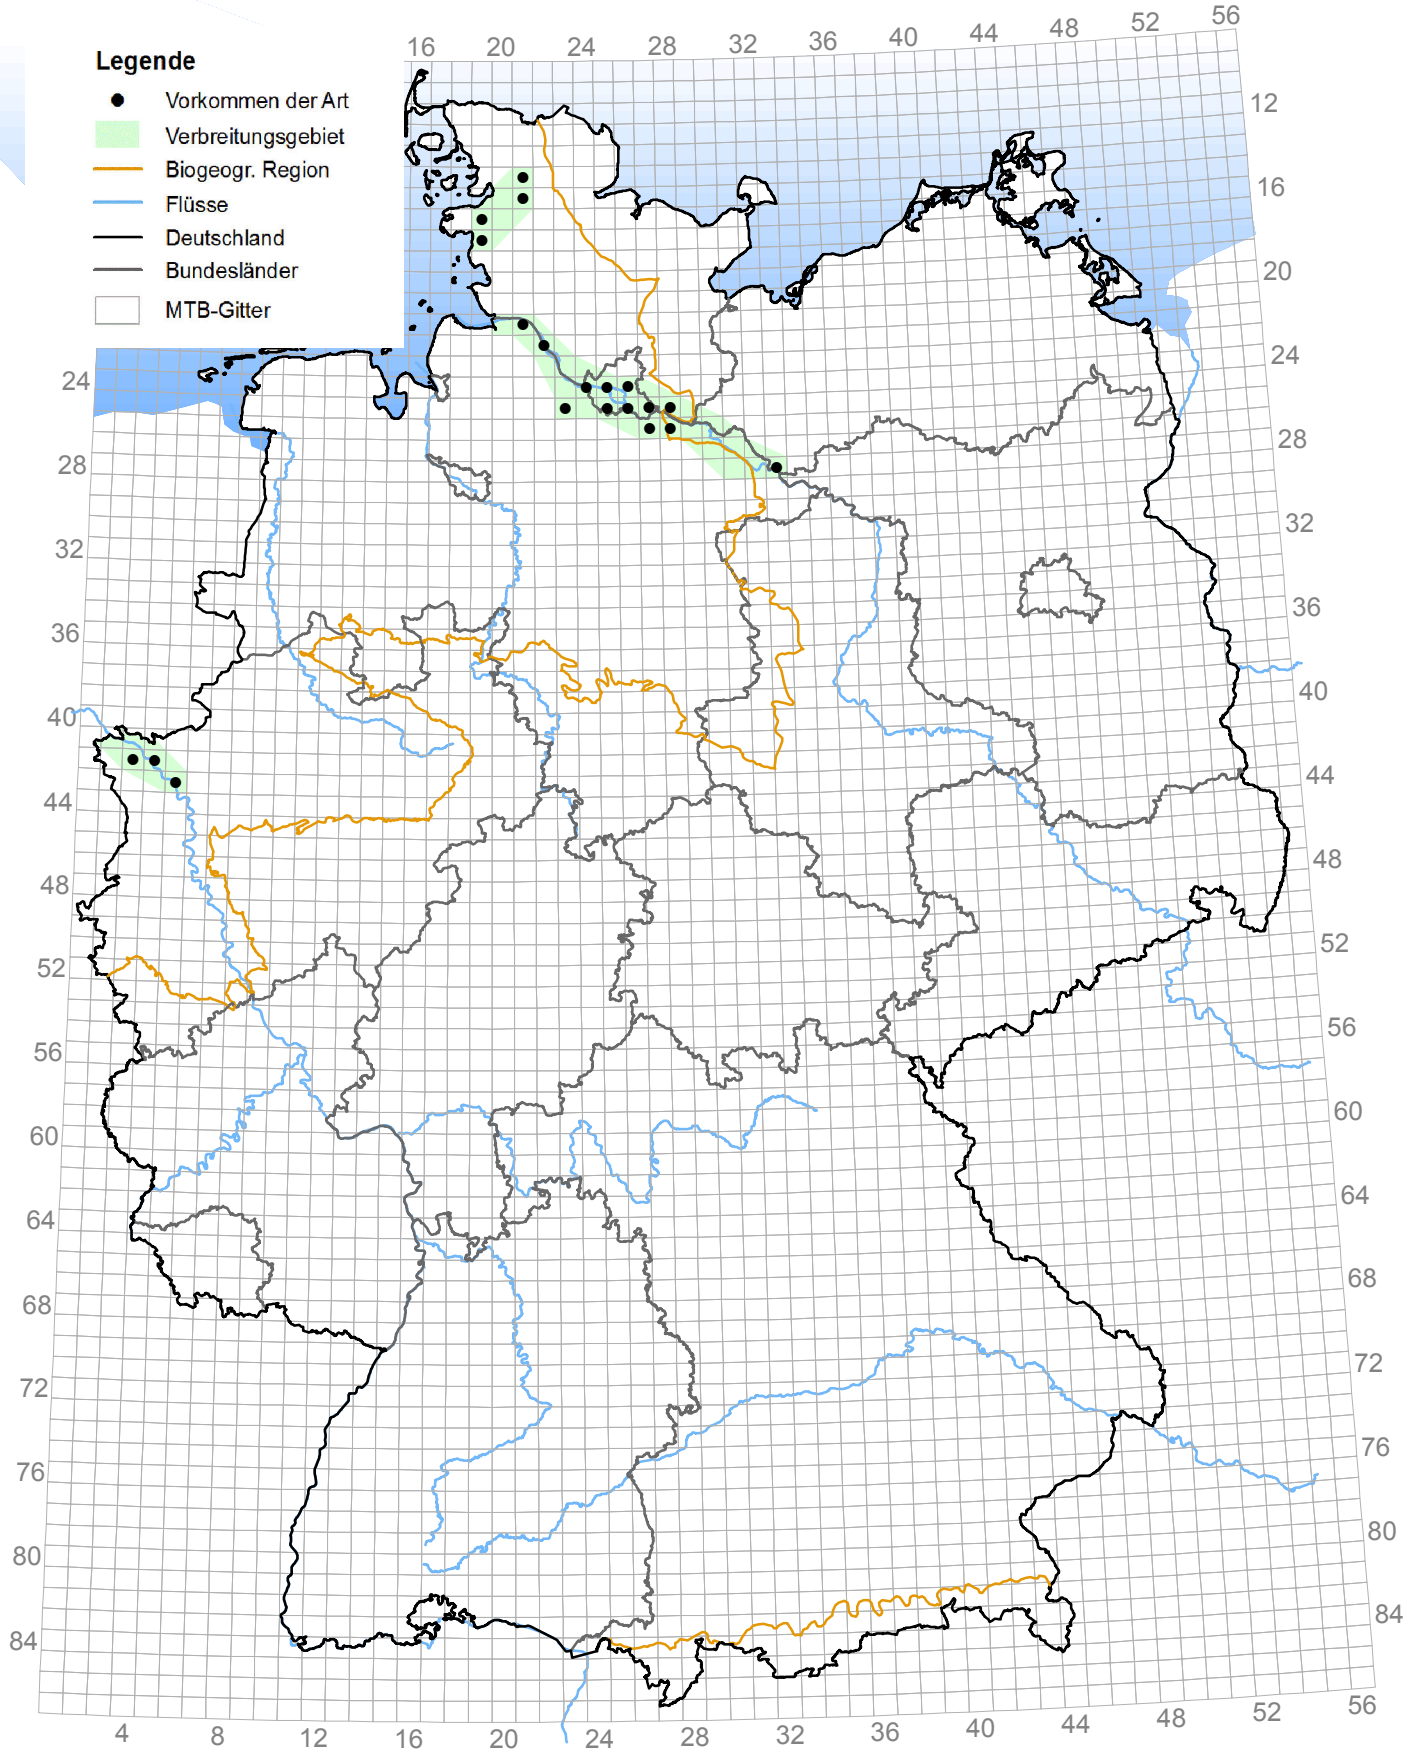 Legende
Vorkommen der Art
Verbreitungsgebiet
Biogeogr. Region
Flüsse
Deutschland
Bundesländer
MTB-Gitter
16 20 24 28 32 36 40 44 48 52 56
12
16
20
24 24
28 28
32 32
36 36
40 40
44 44
48 48
52 52
56 56
60 60
64 64
68 68
72 72
76 76
80 80
84 84
4 8 12 16 20 24 28 32 36 40 44 48 52 56